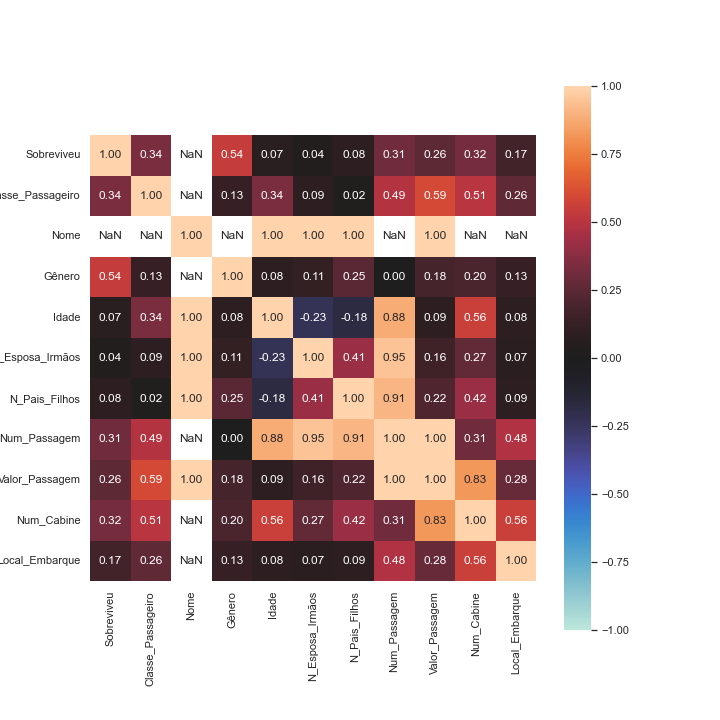 1.00
Sobreviveu 1.00 0.34 NaN 0.54 0.07 0.04 0.08 0.31 0.26 0.32 0.17
0.75
asse_Passageiro 0.34 1.00 NaN 0.13 0.34 0.09 0.02 0.49 0.59 0.51 0.26
Nome NaN NaN 1.00 NaN 1.00 1.00 1.00 NaN 1.00 NaN NaN
0.50
Gênero 0.54 0.13 NaN 1.00 0.08 0.11 0.25 0.00 0.18 0.20 0.13
0.25
Idade 0.07 0.34 1.00 0.08 1.00 -0.23 -0.18 0.88 0.09 0.56 0.08
_Esposa_Irmãos 0.04 0.09 1.00 0.11 -0.23 1.00 0.41 0.95 0.16 0.27 0.07
0.00
N_Pais_Filhos 0.08 0.02 1.00 0.25 -0.18 0.41 1.00 0.91 0.22 0.42 0.09
Num_Passagem 0.31 0.49 NaN 0.00 0.88 0.95 0.91 1.00 1.00 0.31 0.48
−0.25
Valor_Passagem 0.26 0.59 1.00 0.18 0.09 0.16 0.22 1.00 1.00 0.83 0.28
−0.50
Num_Cabine 0.32 0.51 NaN 0.20 0.56 0.27 0.42 0.31 0.83 1.00 0.56
Local_Embarque 0.17 0.26 NaN 0.13 0.08 0.07 0.09 0.48 0.28 0.56 1.00
−0.75
−1.00
Sobreviveu
Classe_Passageiro
Nome
Gênero
Idade
N_Esposa_Irmãos
N_Pais_Filhos
Num_Passagem
Valor_Passagem
Num_Cabine
Local_Embarque